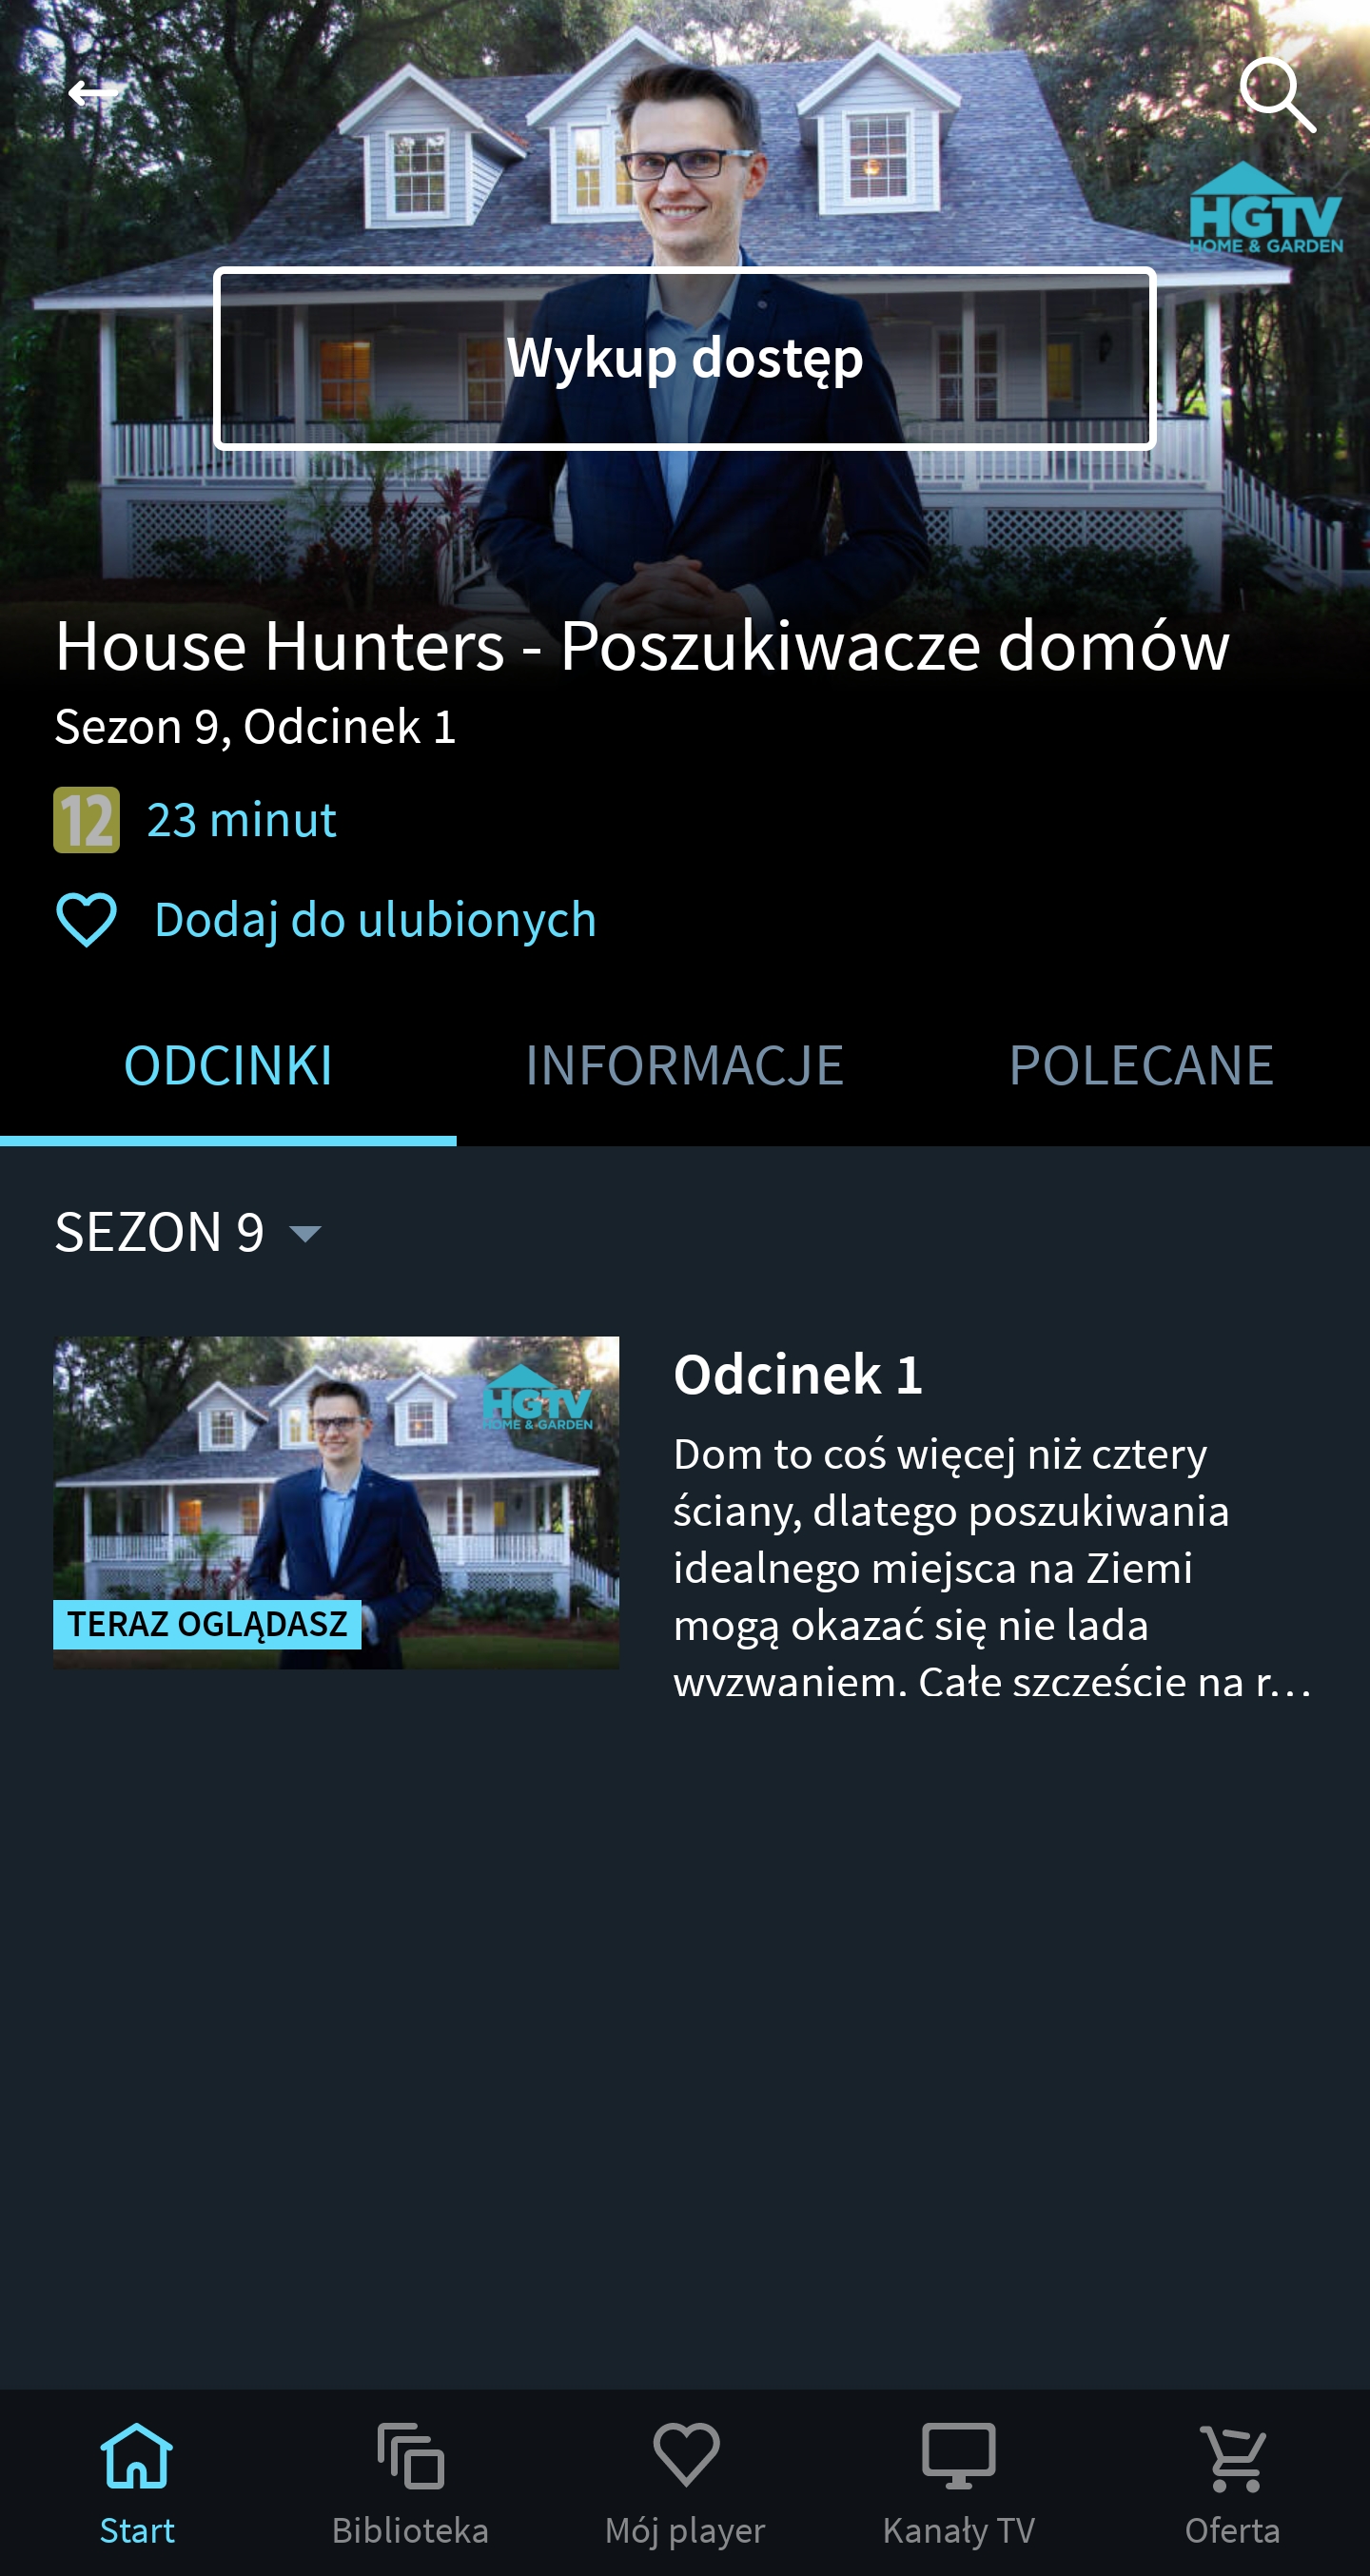 HGTV
HOME & GARDEN
Wykup dostęp
House Hunters - Poszukiwacze domów
Sezon 9, Odcinek 1
12 23 minut
Dodaj do ulubionych
ODCINKI INFORMACJE POLECANE
SEZON 9
HGTV
HOME & GARDEN
TERAZ OGLĄDASZ
Odcinek 1
Dom to coś więcej niż cztery
ściany, dlatego poszukiwania
idealnego miejsca na Ziemi
mogą okazać się nie lada
wyzwaniem. Całe szczęście na r…
Start Biblioteka Mój player Kanały TV Oferta